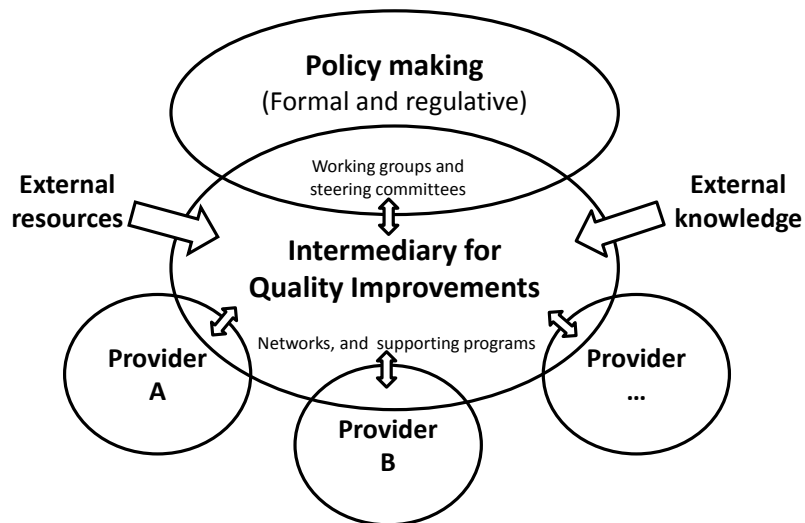 Policy making
(Formal and regulative)
Working groups and
steering committees
External
resources
External
knowledge
Intermediary for
Quality Improvements
Networks, and supporting programs
Provider
A
Provider
B
Provider
...